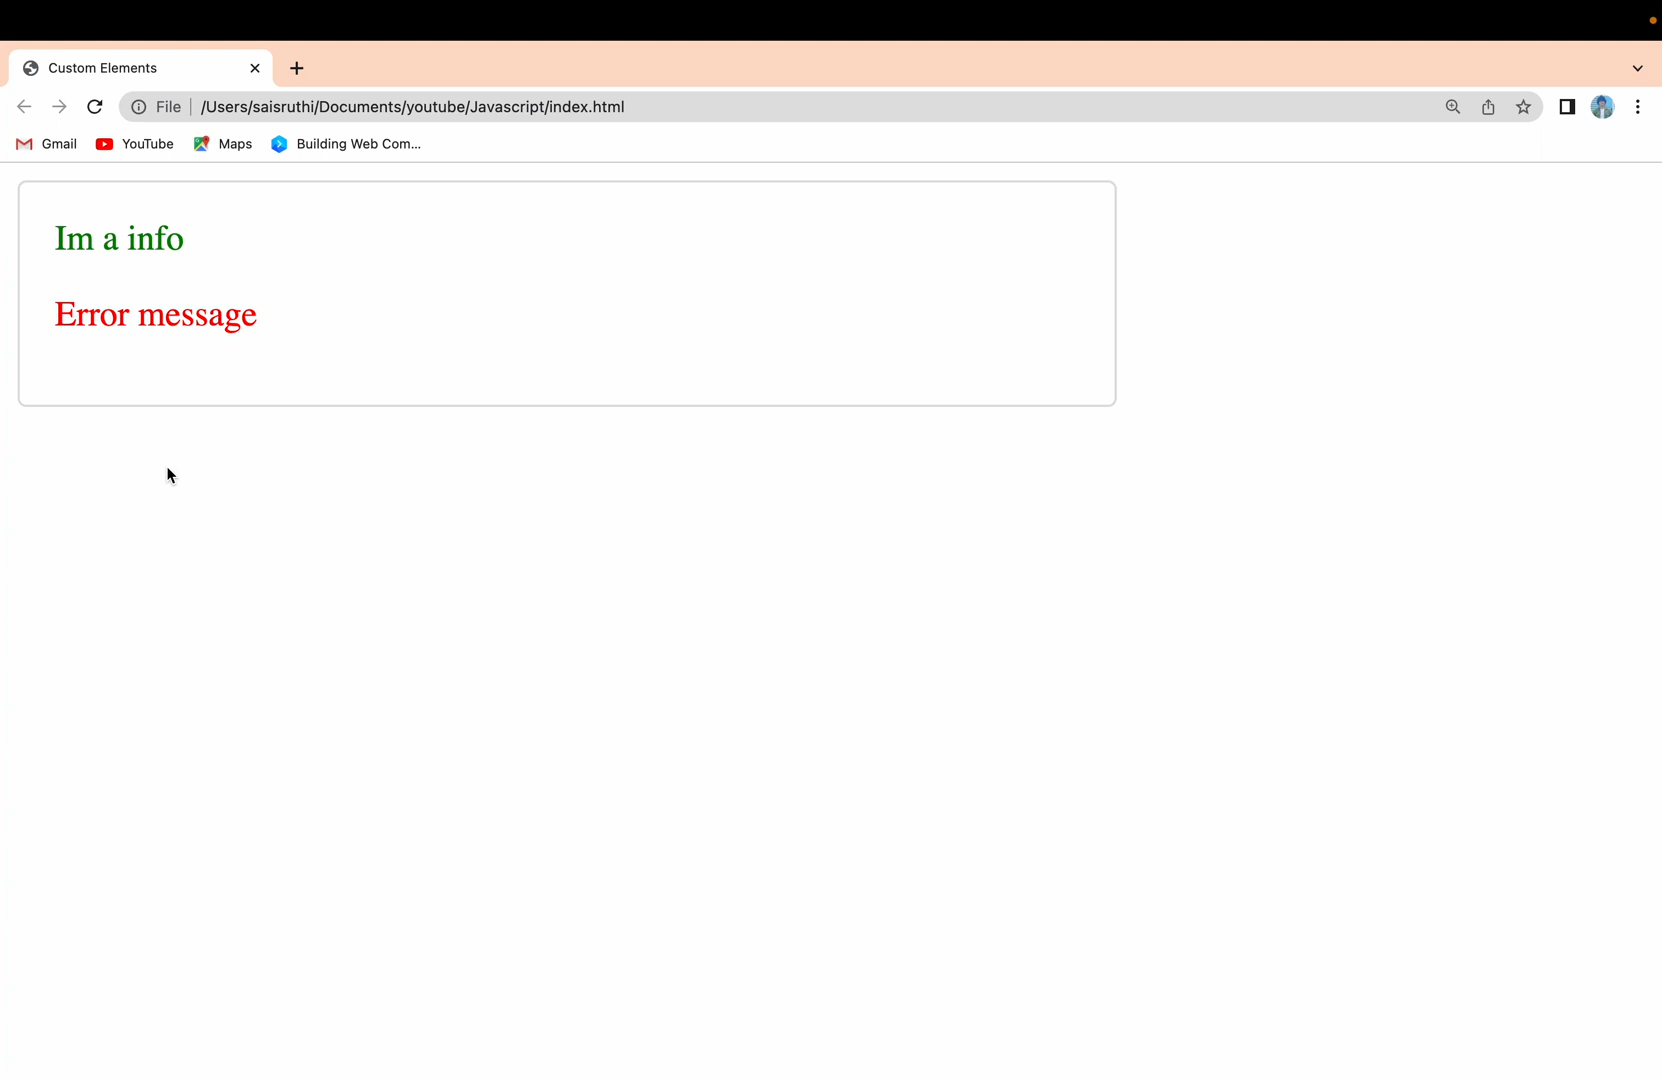 Custom Elements
File /Users/saisruthi/Documents/youtube/Javascript/index.html
Gmail YouTube Maps Building Web Com...
Im a info
Error message